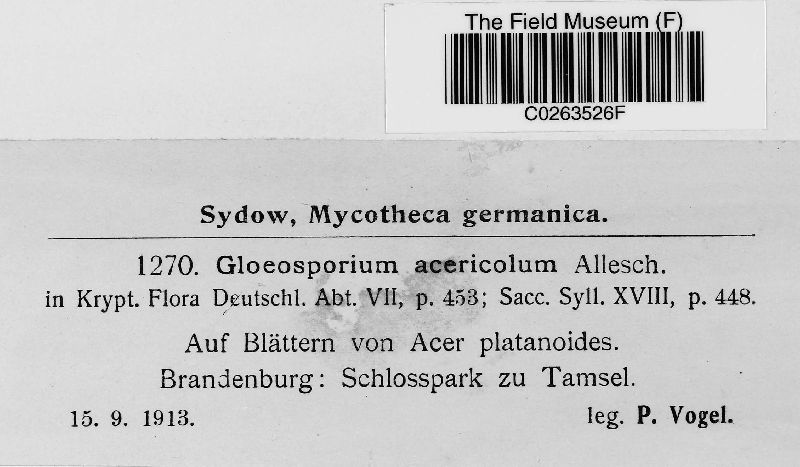 The Field Museum (F)
C0263526F
Sydow, Mycotheca germanica.
1270. Gloeosporium acericolum Allesch.
in Krypt. Flora Deutschl. Abt. VII, p. 453; Sacc. Syll. XVIII, p. 448.
Auf Blättern von Acer platanoides.
Brandenburg: Schlosspark zu Tamsel.
15. 9. 1913. leg. P. Vogel.